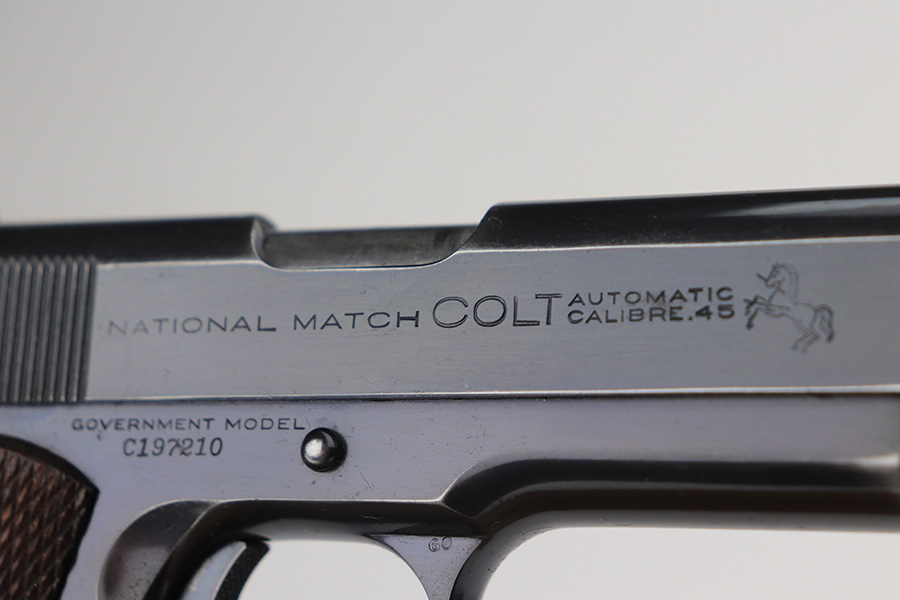 NATIONAL MATCH COLT AUTOMATIC
CALIBRE.45
GOVERNMENT MODEL
C197210
60